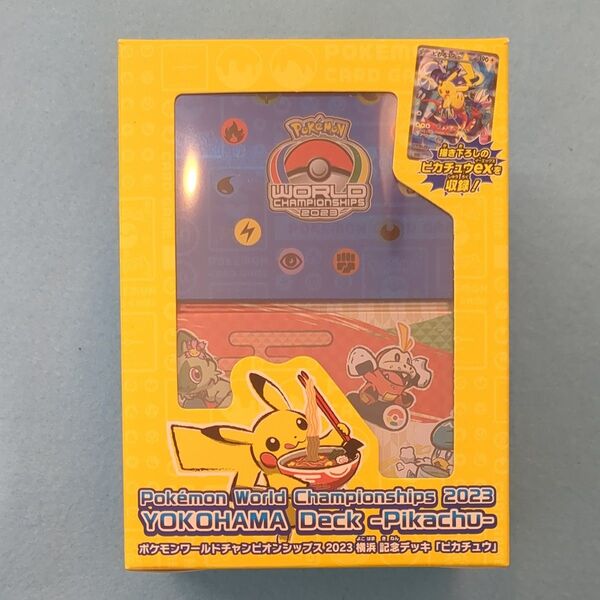 POKÉMON
CARD GAME
Pokémon
WORLD
CHAMPIONSHIPS
2023
描き下ろしの
ピカチュウexを
収録!
Pokémon World Championships 2023
YOKOHAMA Deck -Pikachu-
ポケモンワールドチャンピオンシップス2023 横浜 記念デッキ「ピカチュウ」